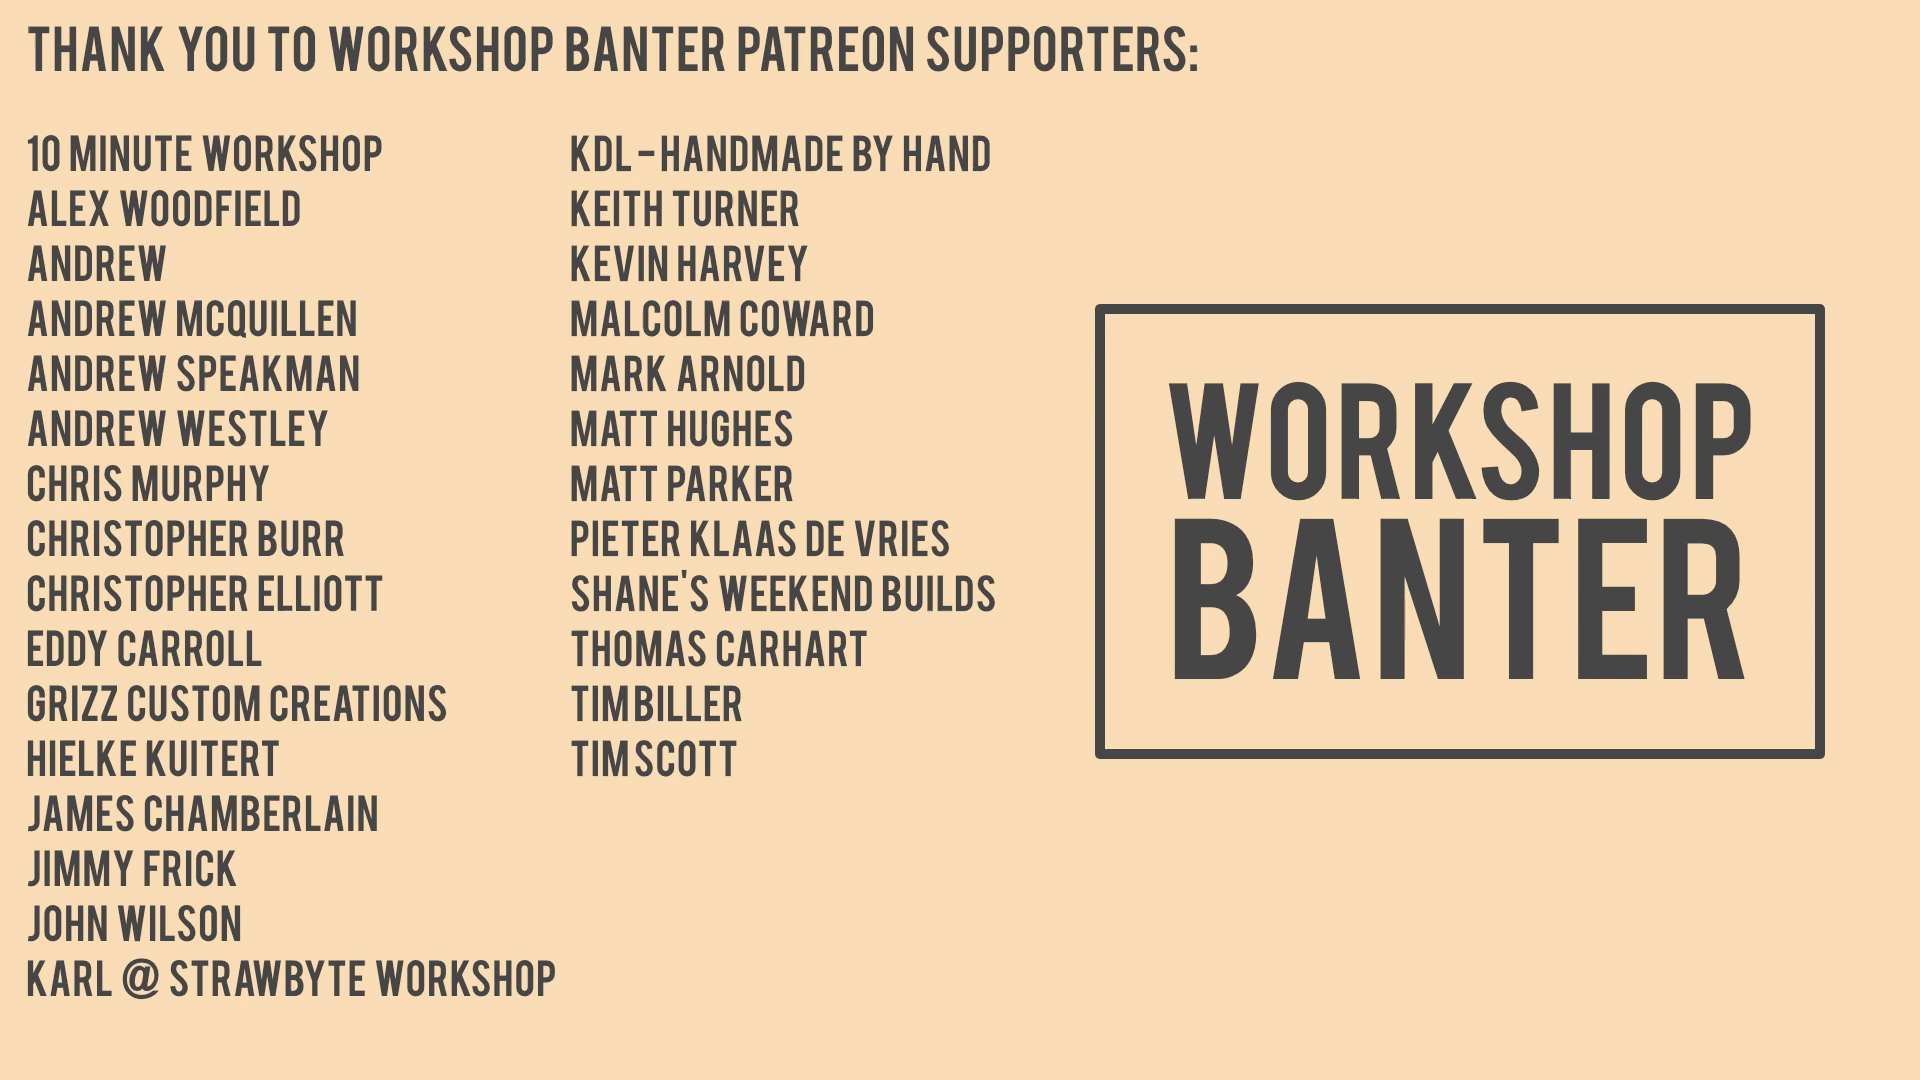 THANK YOU TO WORKSHOP BANTER PATREON SUPPORTERS:
10 MINUTE WORKSHOP
ALEX WOODFIELD
ANDREW
ANDREW MCQUILLEN
ANDREW SPEAKMAN
ANDREW WESTLEY
CHRIS MURPHY
CHRISTOPHER BURR
CHRISTOPHER ELLIOTT
EDDY CARROLL
GRIZZ CUSTOM CREATIONS
HIELKE KUITERT
JAMES CHAMBERLAIN
JIMMY FRICK
JOHN WILSON
KARL @ STRAWBYTE WORKSHOP
KDL - HANDMADE BY HAND
KEITH TURNER
KEVIN HARVEY
MALCOLM COWARD
MARK ARNOLD
MATT HUGHES
MATT PARKER
PIETER KLAAS DE VRIES
SHANE'S WEEKEND BUILDS
THOMAS CARHART
TIM BILLER
TIM SCOTT
WORKSHOP
BANTER